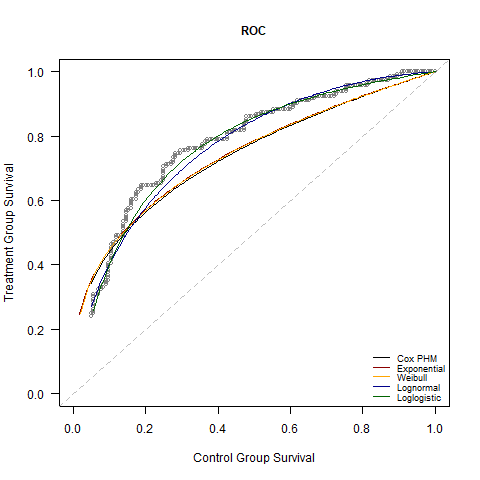 ROC
Treatment Group Survival
1.0
0.8
0.6
0.4
0.2
0.0
0.0 0.2 0.4 0.6 0.8 1.0
Control Group Survival
Cox PHM
Exponential
Weibull
Lognormal
Loglogistic